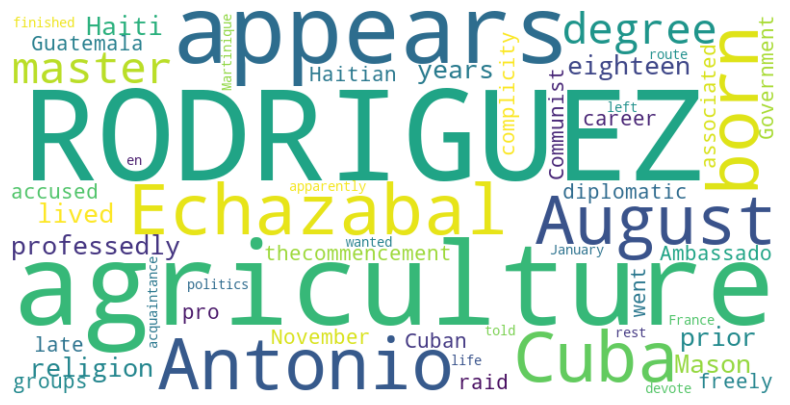 finished
Haiti
Guatemala
Martinique
appears
degree
route
master
Haitian
years
complicity
eighteen
associated
born
Government
RODRIGUEZ
Communist
left
career
en
accused
apparently
diplomatic
lived
Echazabal
August
professedly
thecommencement
wanted
January
Ambassado
agriculture
acquaintance
politics
pro
went
France
late
November
Cuban
told
rest
prior
religion
Antonio
life
Cuba
Mason
groups
raid
devote
freely